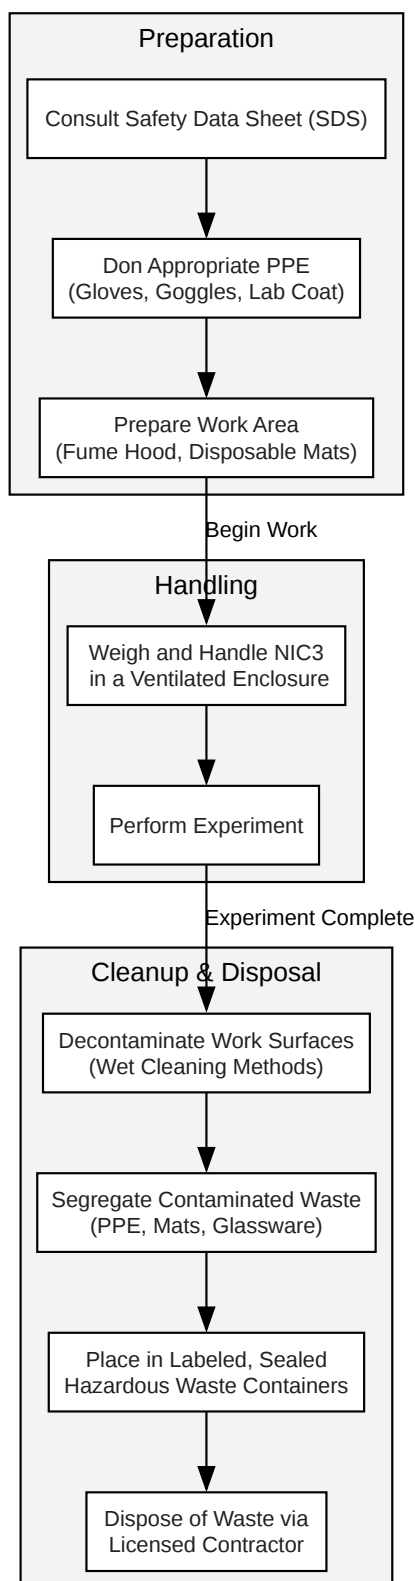 Preparation
Consult Safety Data Sheet (SDS)
Don Appropriate PPE
(Gloves, Goggles, Lab Coat)
Prepare Work Area
(Fume Hood, Disposable Mats)
Begin Work
Handling
Weigh and Handle NIC3
in a Ventilated Enclosure
Perform Experiment
Experiment Complete
Cleanup & Disposal
Decontaminate Work Surfaces
(Wet Cleaning Methods)
Segregate Contaminated Waste
(PPE, Mats, Glassware)
Place in Labeled, Sealed
Hazardous Waste Containers
Dispose of Waste via
Licensed Contractor